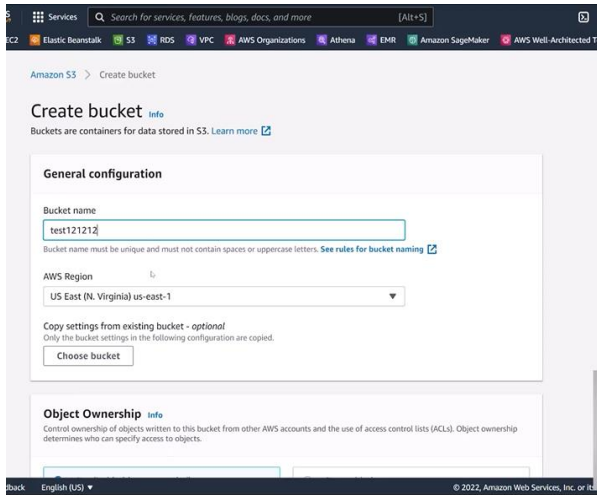 Services
Search for services, features, blogs, docs, and more
[Alt+S]
EC2 Elastic Beanstalk S3 RDS VPC AWS Organizations Athena EMR Amazon SageMaker AWS Well-Architected T
Amazon S3 > Create bucket
Create bucket Info
Buckets are containers for data stored in S3. Learn more
General configuration
Bucket name
test121212
Bucket name must be unique and must not contain spaces or uppercase letters. See rules for bucket naming
AWS Region
US East (N. Virginia) us-east-1
Copy settings from existing bucket - optional
Only the bucket settings in the following configuration are copied.
Choose bucket
Object Ownership Info
Control ownership of objects written to this bucket from other AWS accounts and the use of access control lists (ACLs). Object ownership
determines who can specify access to objects.
dback English (US) © 2022, Amazon Web Services, Inc. or its